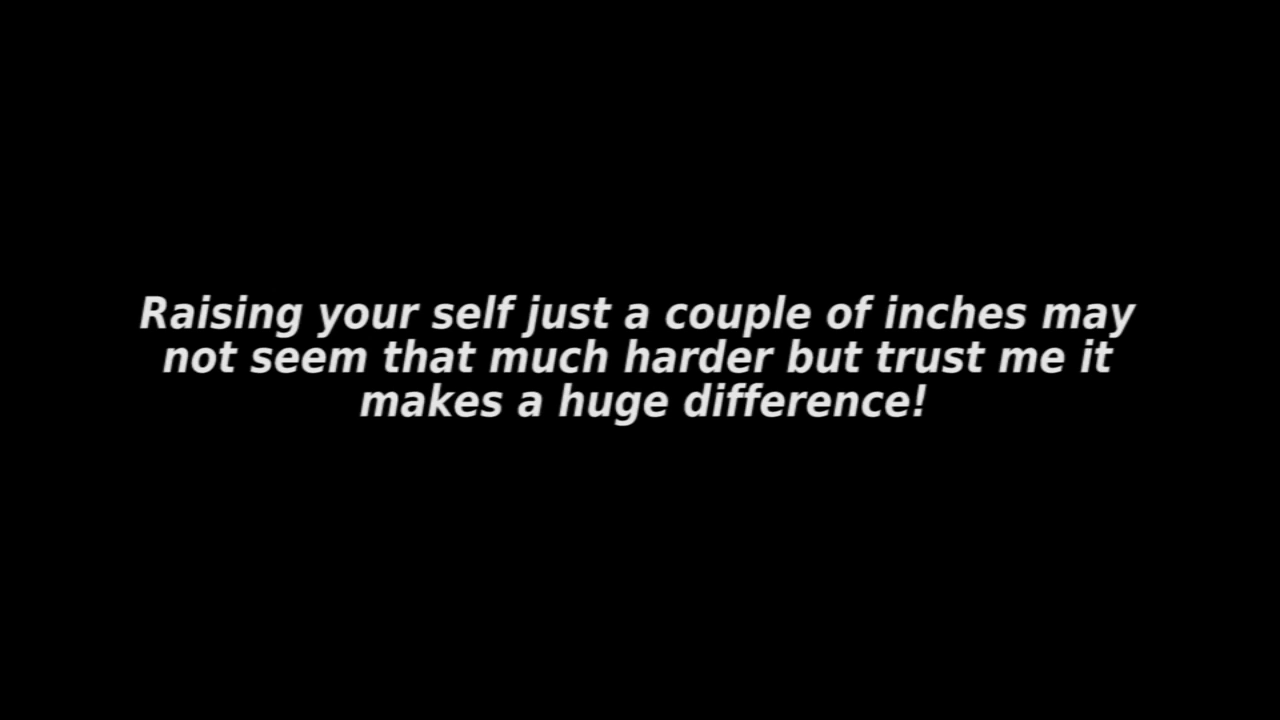 Raising your self just a couple of inches may
not seem that much harder but trust me it
makes a huge difference!